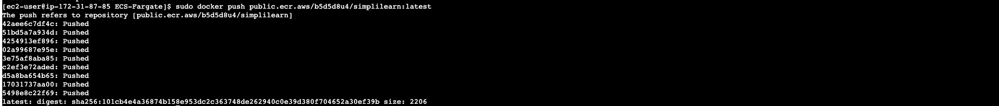 [ec2-user@ip-172-31-87-85 ECS-Fargate]$ sudo docker push public.ecr.aws/b5d5d8u4/simplilearn:latest
The push refers to repository [public.ecr.aws/b5d5d8u4/simplilearn]
42aee6c7df4c: Pushed
51bd5a7a934d: Pushed
4254913ef896: Pushed
02a99687e95e: Pushed
3e75af8aba85: Pushed
c2ef3e72aded: Pushed
d5a8ba654b65: Pushed
17031737aa00: Pushed
5498e8c22f69: Pushed
latest: digest: sha256:101cb4e4a36874b158e953dc2c363748de262940c0e39d380f704652a30ef39b size: 2206